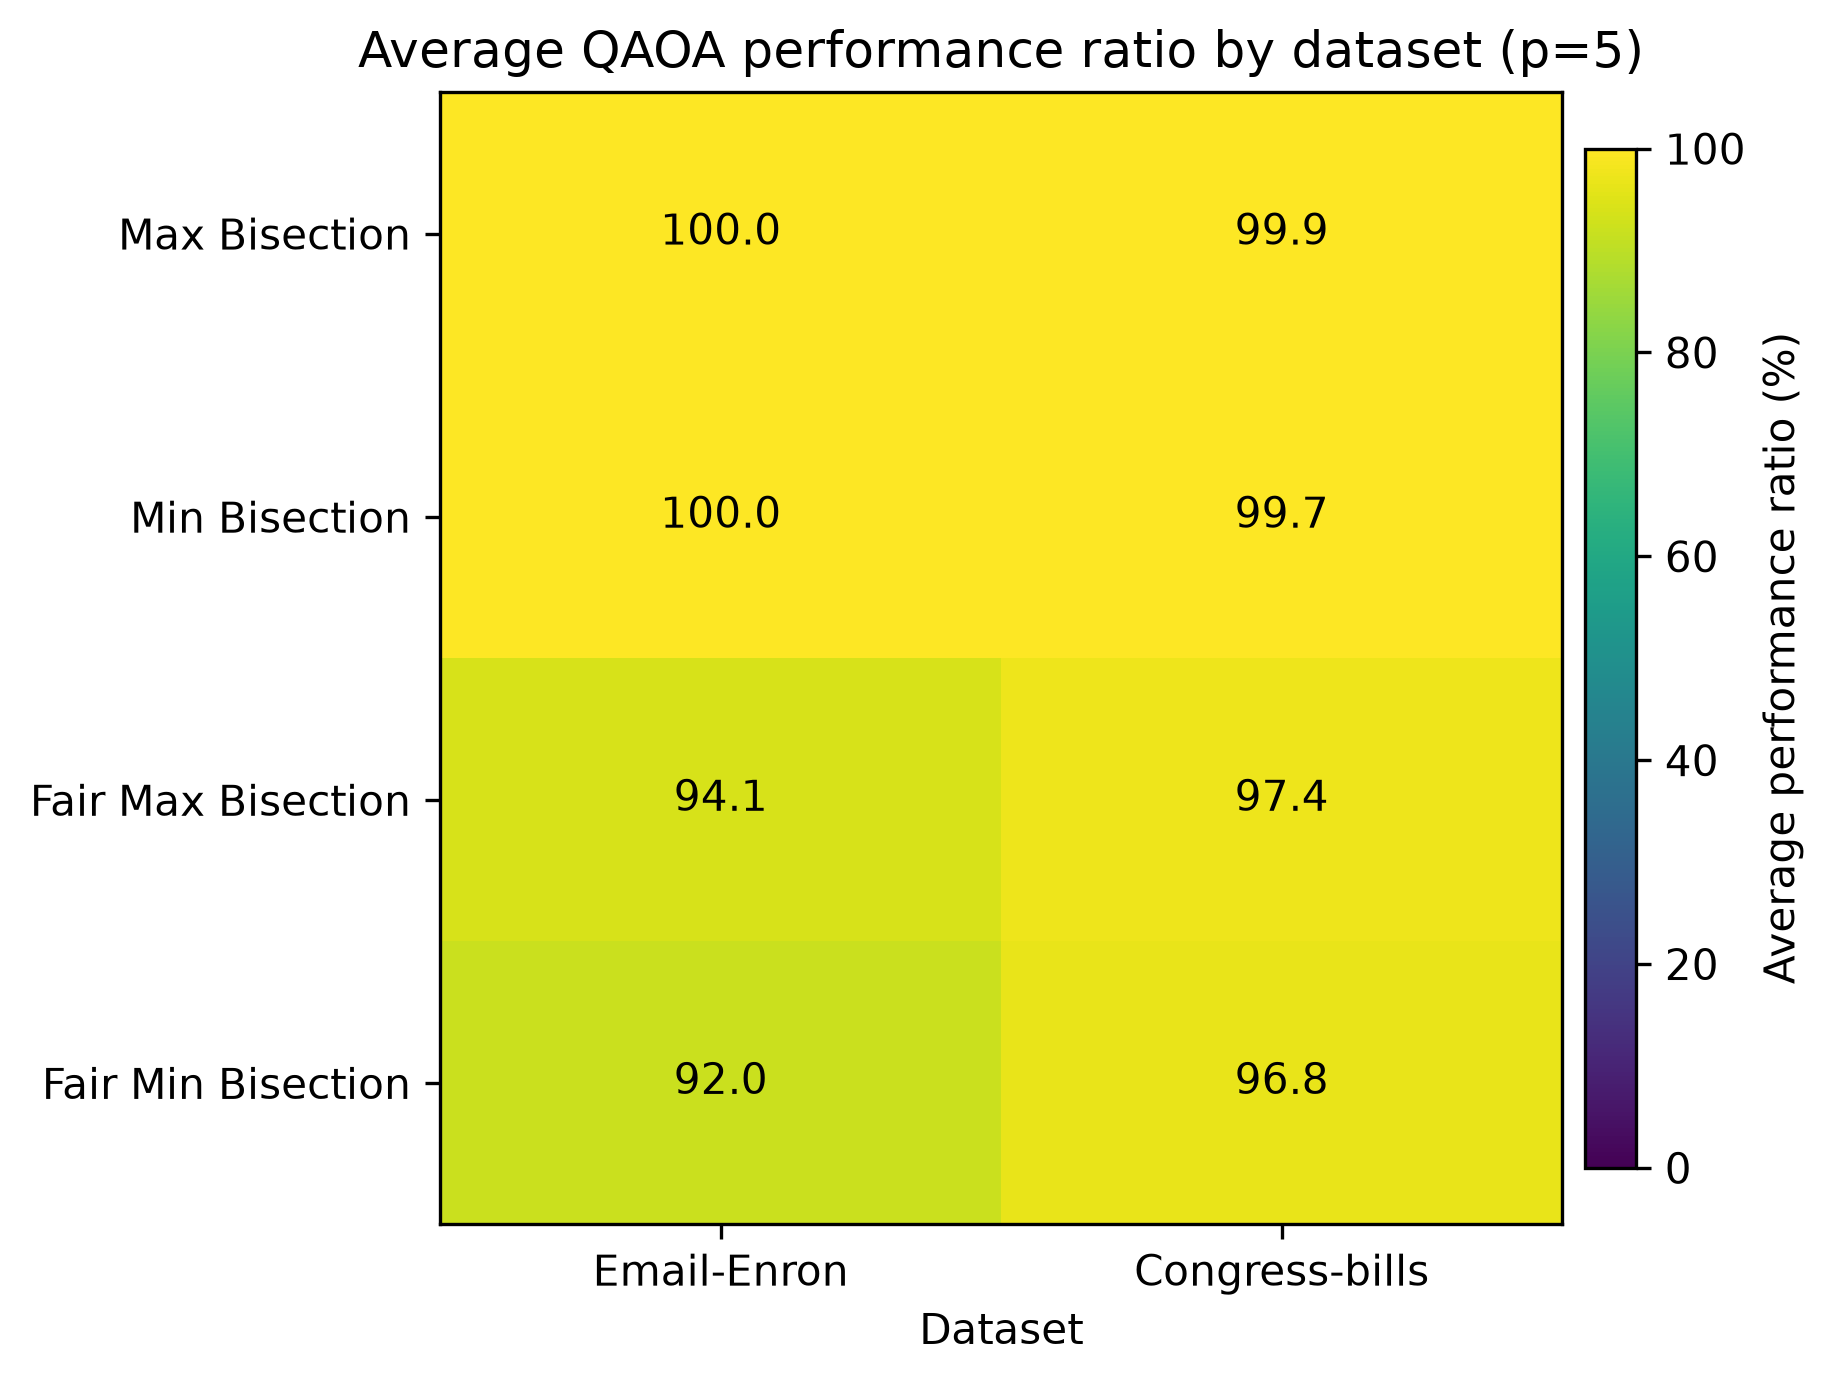 Average QAOA performance ratio by dataset (p=5)
Max Bisection
100.0
99.9
Min Bisection
100.0
99.7
Fair Max Bisection
94.1
97.4
Fair Min Bisection
92.0
96.8
Email-Enron
Congress-bills
Dataset
100
80
60
40
20
0
Average performance ratio (%)